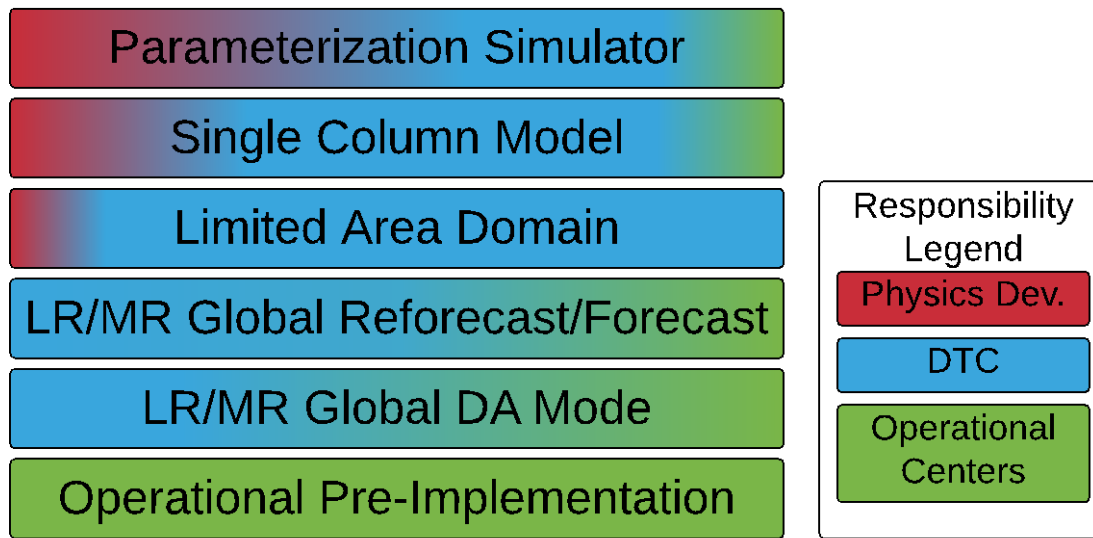 Parameterization Simulator
Single Column Model
Limited Area Domain
LR/MR Global Reforecast/Forecast
LR/MR Global DA Mode
Operational Pre-Implementation
Responsibility
Legend
Physics Dev.
DTC
Operational
Centers